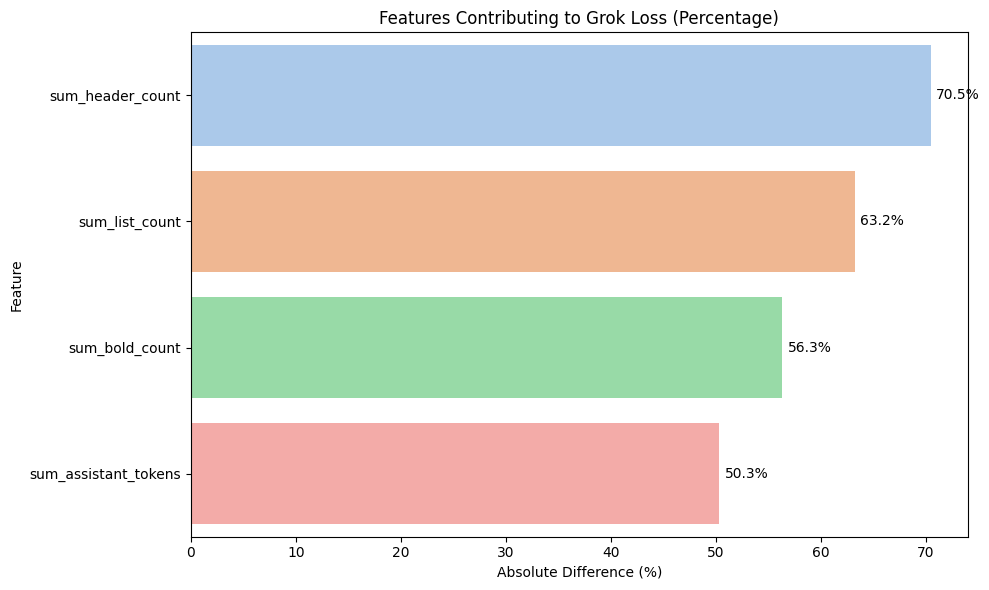 Features Contributing to Grok Loss (Percentage)
sum_header_count
70.5%
sum_list_count
63.2%
Feature
sum_bold_count
56.3%
sum_assistant_tokens
50.3%
0 10 20 30 40 50 60 70
Absolute Difference (%)